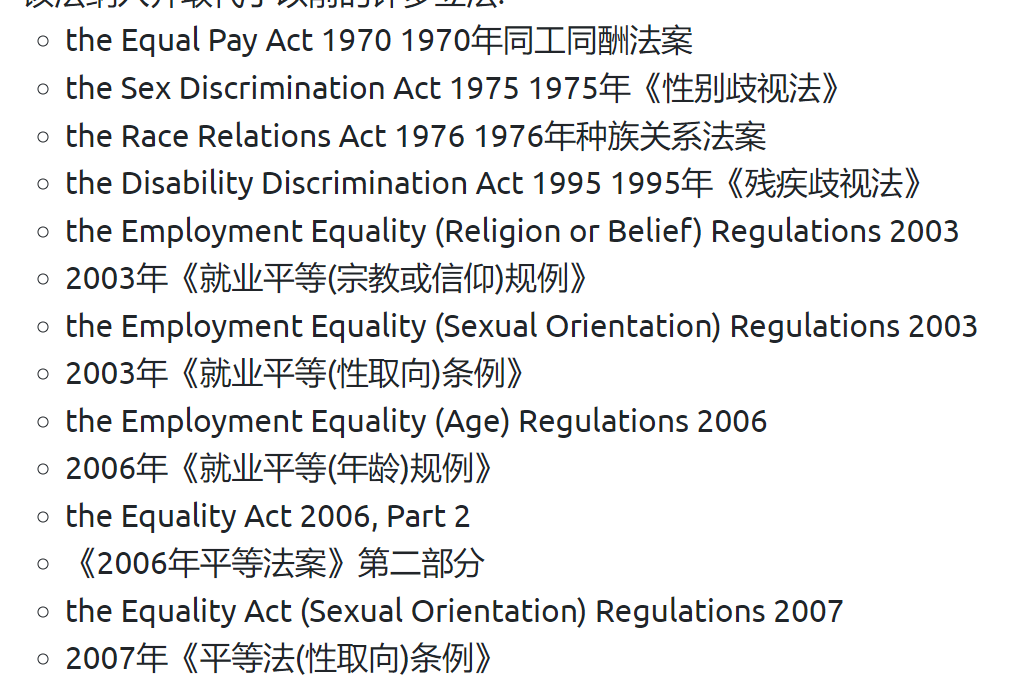 the Equal Pay Act 1970 1970年同工同酬法案
the Sex Discrimination Act 1975 1975年《性别歧视法》
the Race Relations Act 1976 1976年种族关系法案
the Disability Discrimination Act 1995 1995年《残疾歧视法》
the Employment Equality (Religion or Belief) Regulations 2003
2003年《就业平等(宗教或信仰)规例》
the Employment Equality (Sexual Orientation) Regulations 2003
2003年《就业平等(性取向)条例》
the Employment Equality (Age) Regulations 2006
2006年《就业平等(年龄)规例》
the Equality Act 2006, Part 2
《2006年平等法案》第二部分
the Equality Act (Sexual Orientation) Regulations 2007
2007年《平等法(性取向)条例》